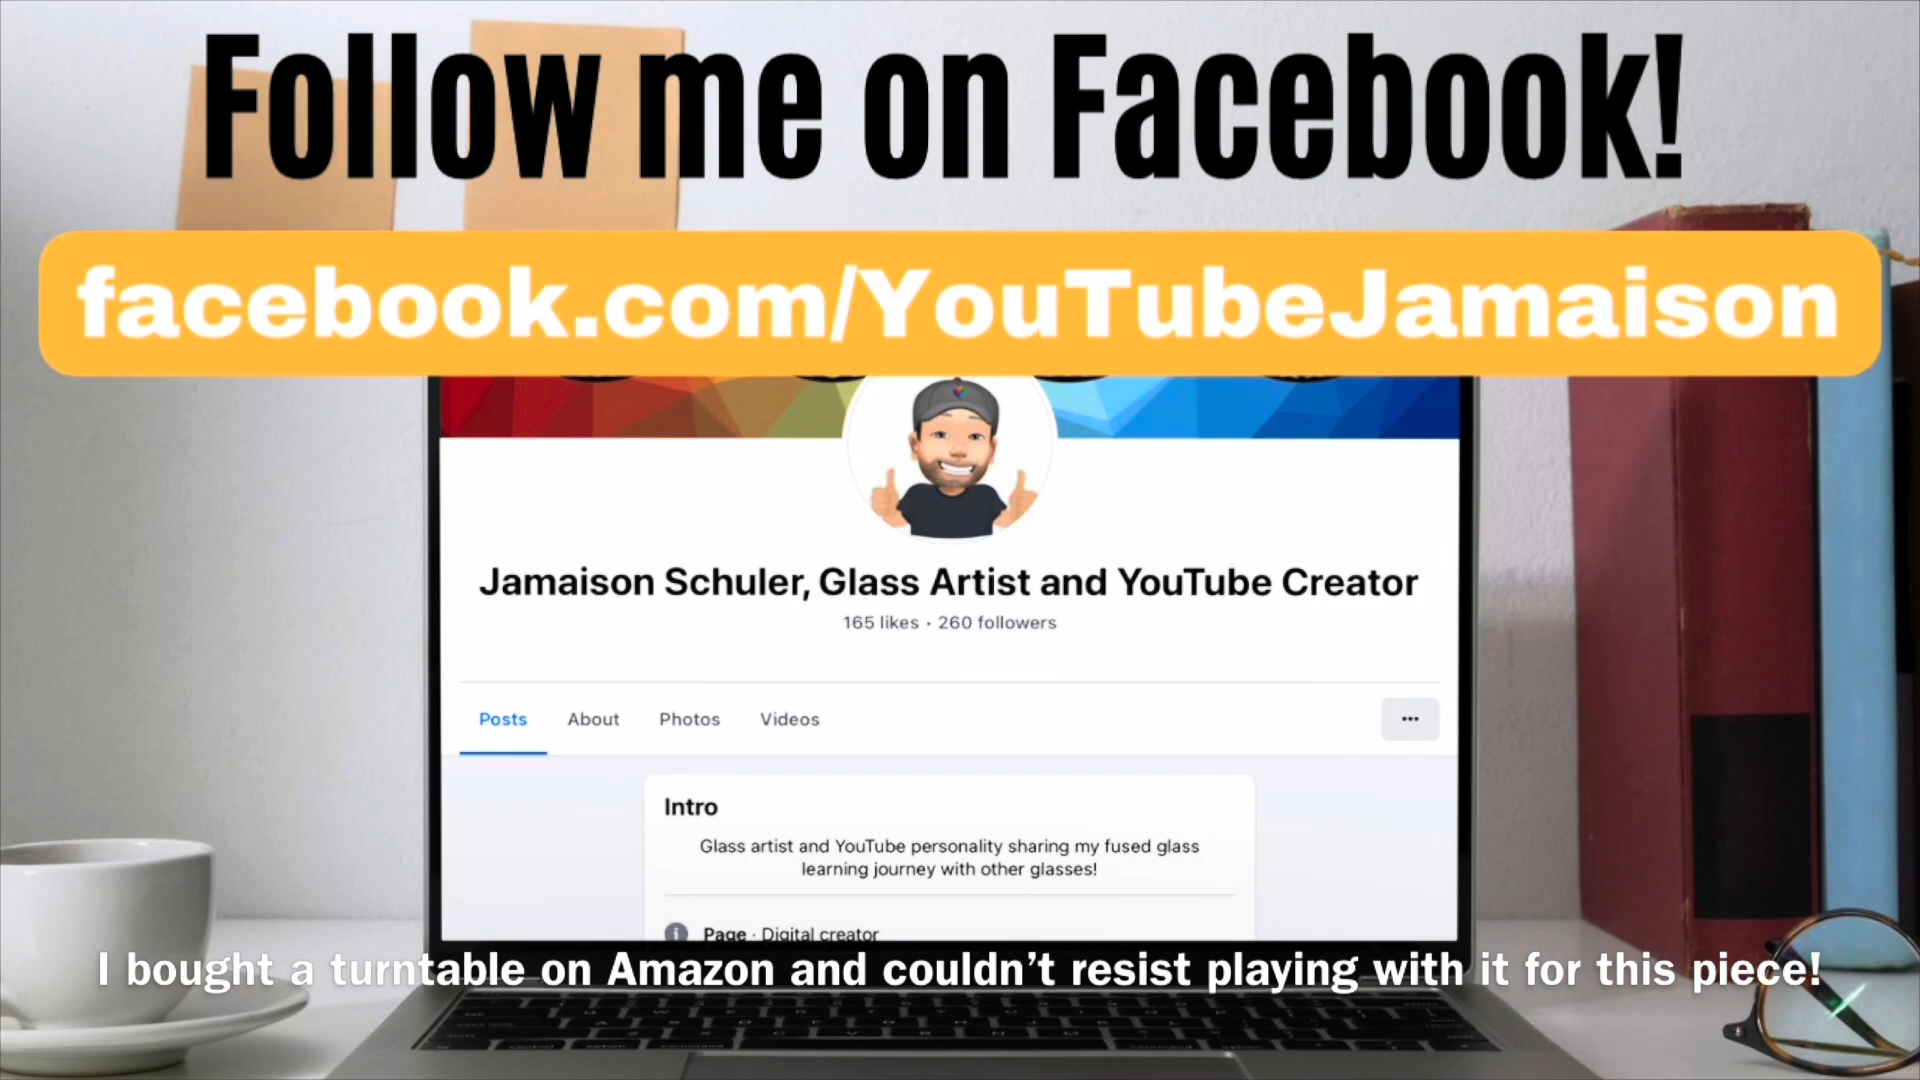 Follow me on Facebook!
facebook.com/YouTubeJamaison
Jamaison Schuler, Glass Artist and YouTube Creator
165 likes · 260 followers
Posts About Photos Videos ...
Intro
Glass artist and YouTube personality sharing my fused glass
learning journey with other glasses!
Page · Digital creator
I bought a turntable on Amazon and couldn't resist playing with it for this piece!